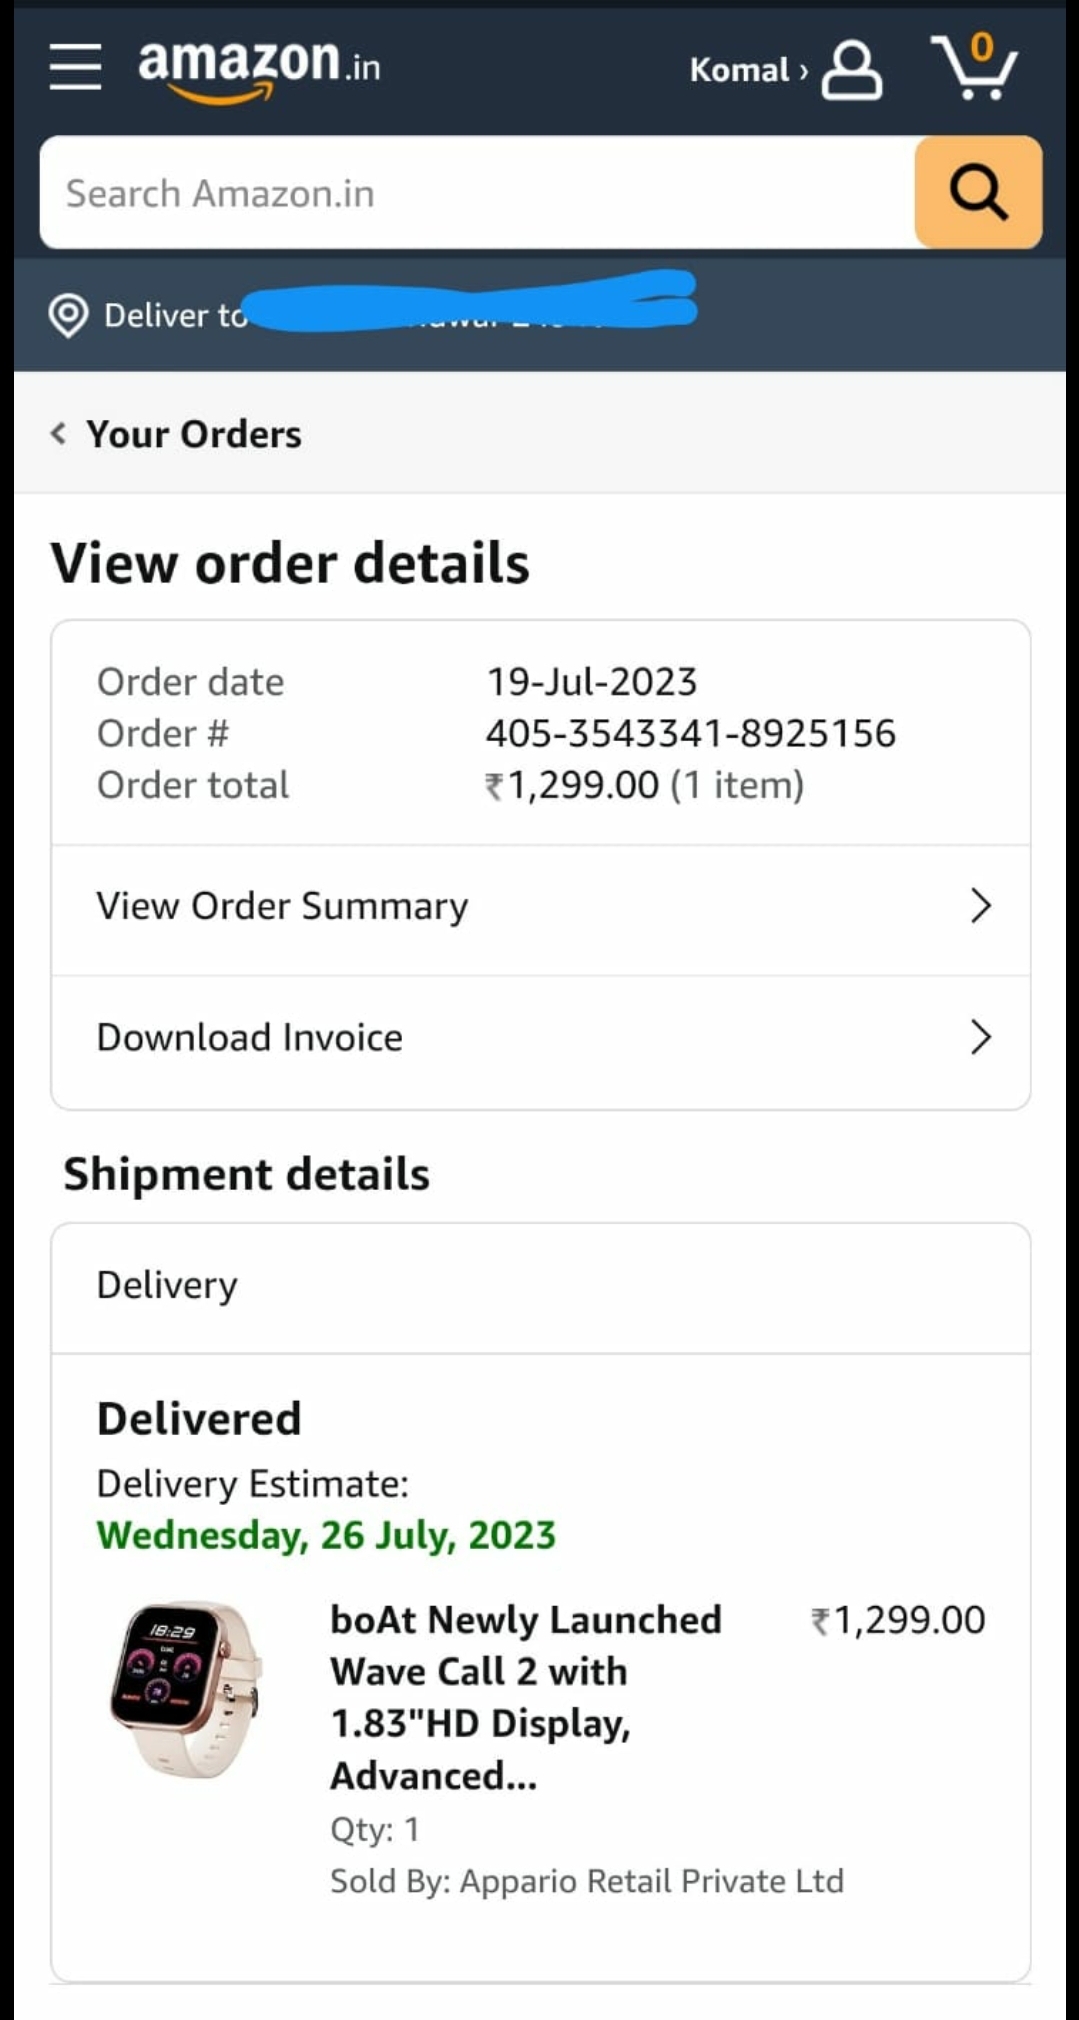 amazon.in
Komal ›
0
Search Amazon.in
Deliver to
Your Orders
View order details
Order date 19-Jul-2023
Order # 405-3543341-8925156
Order total ₹1,299.00 (1 item)
View Order Summary
Download Invoice
Shipment details
Delivery
Delivered
Delivery Estimate:
Wednesday, 26 July, 2023
18:29
boAt Newly Launched ₹1,299.00
Wave Call 2 with
1.83"HD Display,
Advanced...
Qty: 1
Sold By: Appario Retail Private Ltd